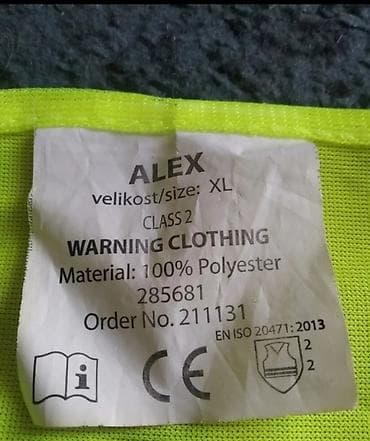 ALEX
velikost/size: XL
CLASS 2
WARNING CLOTHING
Material: 100% Polyester
285681
Order No. 211131
EN ISO 20471: 2013
i
CE
2
2